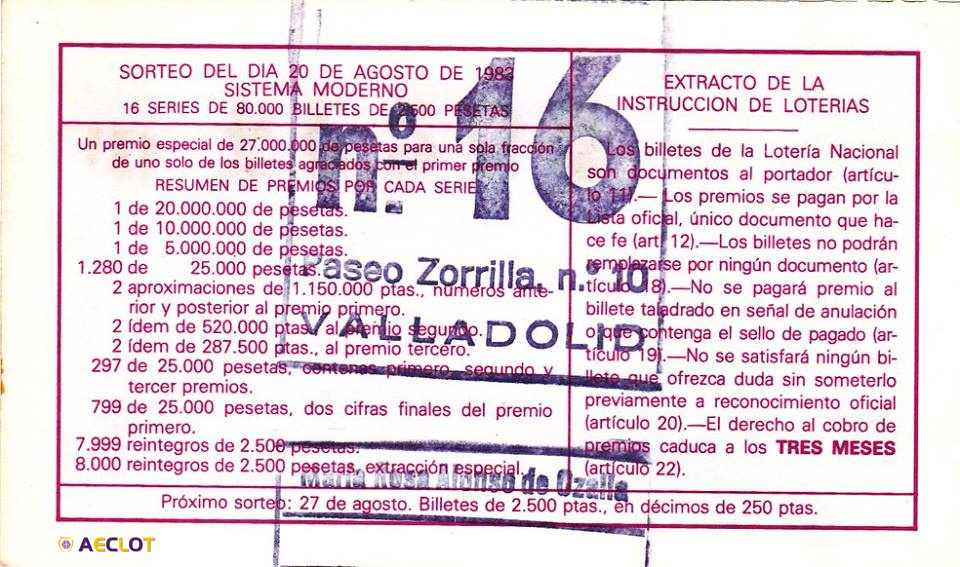 SORTEO DEL DIA 20 DE AGOSTO DE 1983
SISTEMA MODERNO
16 SERIES DE 80.000 BILLETES DE 2.500 PESETAS
Un premio especial de 27.000.000 de pesetas para una sola fracción
de uno solo de los billetes agraciados con el primer premio
RESUMEN DE PREMIOS POR CADA SERIE
1 de 20.000.000 de pesetas.
1 de 10.000.000 de pesetas.
1 de 5.000.000 de pesetas.
1.280 de 25.000 pesetas.
2 aproximaciones de 1.150.000 ptas., números ante-
rior y posterior al premio primero.
2 ídem de 520.000 ptas., al premio segundo.
2 ídem de 287.500 ptas., al premio tercero.
297 de 25.000 pesetas, centenas primero, segundo y
tercer premios.
799 de 25.000 pesetas, dos cifras finales del premio
primero.
7.999 reintegros de 2.500 pesetas.
8.000 reintegros de 2.500 pesetas, extracción especial.
EXTRACTO DE LA
INSTRUCCION DE LOTERIAS
Los billetes de la Lotería Nacional
son documentos al portador (artícu-
lo 11).— Los premios se pagan por la
Lista oficial, único documento que ha-
ce fe (art. 12).—Los billetes no podrán
remplazarse por ningún documento (ar-
tículo 18).—No se pagará premio al
billete taladrado en señal de anulación
o que contenga el sello de pagado (ar-
tículo 19).—No se satisfará ningún bi-
llete que ofrezca duda sin someterlo
previamente a reconocimiento oficial
(artículo 20).—El derecho al cobro de
premios caduca a los TRES MESES
(artículo 22).
Próximo sorteo: 27 de agosto. Billetes de 2.500 ptas., en décimos de 250 ptas.
n.º 16
Paseo Zorrilla, n.º 10
VALLADOLID
Maria Rosa Alonso de Ozalla
AECLOT